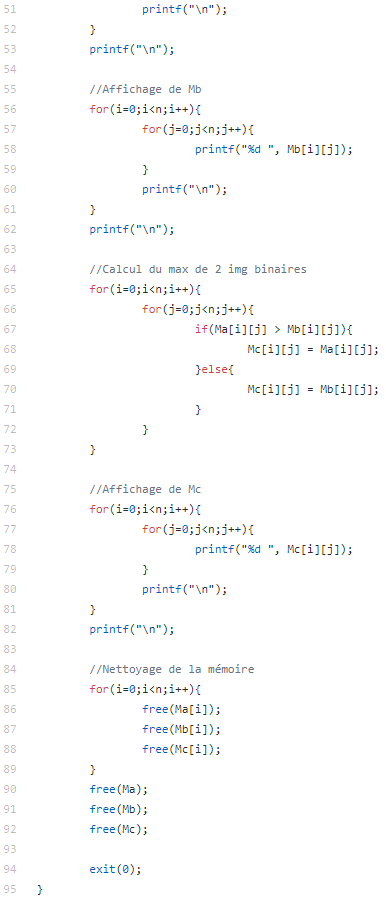 51 printf("\n");
52 }
53 printf("\n");
54
55 //Affichage de Mb
56 for(i=0;i<n;i++){
57 for(j=0;j<n;j++){
58 printf("%d ", Mb[i][j]);
59 }
60 printf("\n");
61 }
62 printf("\n");
63
64 //Calcul du max de 2 img binaires
65 for(i=0;i<n;i++){
66 for(j=0;j<n;j++){
67 if(Ma[i][j] > Mb[i][j]){
68 Mc[i][j] = Ma[i][j];
69 }else{
70 Mc[i][j] = Mb[i][j];
71 }
72 }
73 }
74
75 //Affichage de Mc
76 for(i=0;i<n;i++){
77 for(j=0;j<n;j++){
78 printf("%d ", Mc[i][j]);
79 }
80 printf("\n");
81 }
82 printf("\n");
83
84 //Nettoyage de la mémoire
85 for(i=0;i<n;i++){
86 free(Ma[i]);
87 free(Mb[i]);
88 free(Mc[i]);
89 }
90 free(Ma);
91 free(Mb);
92 free(Mc);
93
94 exit(0);
95 }